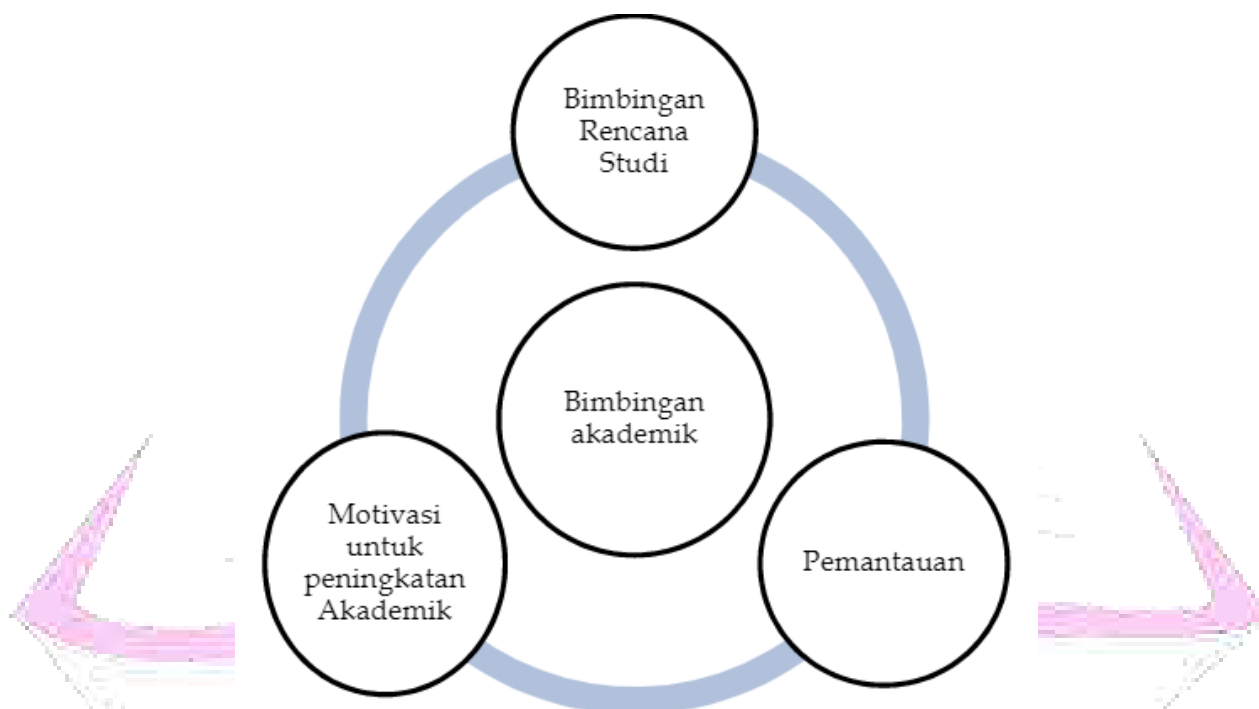 Bimbingan
Rencana
Studi
Bimbingan
akademik
Motivasi
untuk
peningkatan
Akademik
Pemantauan